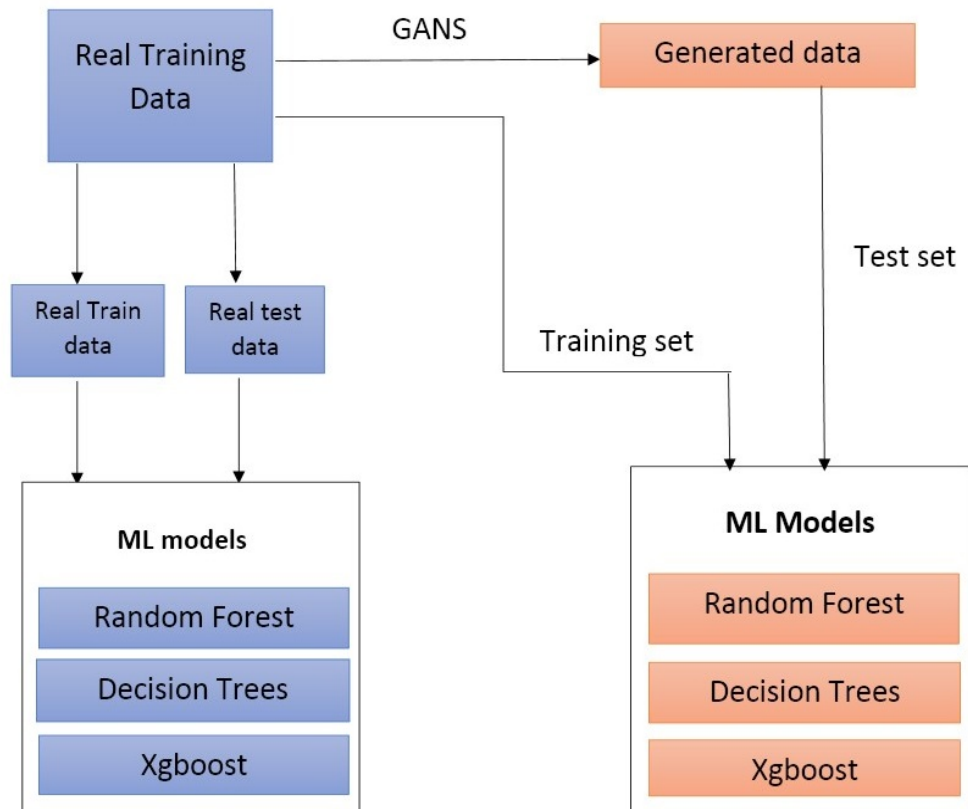 Real Training
Data
GANS
Generated data
Test set
Real Train
data
Real test
data
Training set
ML models
Random Forest
Decision Trees
Xgboost
ML Models
Random Forest
Decision Trees
Xgboost